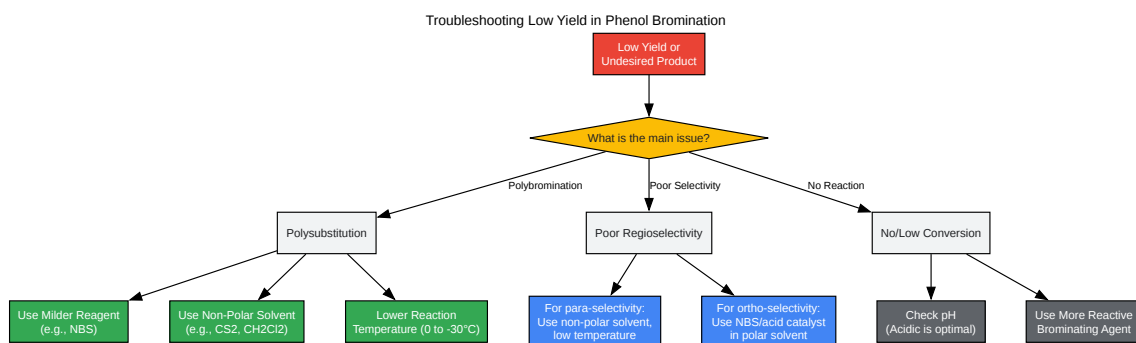 Troubleshooting Low Yield in Phenol Bromination
Low Yield or
Undesired Product
What is the main issue?
Polybromination
Poor Selectivity
No Reaction
Polysubstitution
Poor Regioselectivity
No/Low Conversion
Use Milder Reagent
(e.g., NBS)
Use Non-Polar Solvent
(e.g., CS2, CH2Cl2)
Lower Reaction
Temperature (0 to -30°C)
For para-selectivity:
Use non-polar solvent,
low temperature
For ortho-selectivity:
Use NBS/acid catalyst
in polar solvent
Check pH
(Acidic is optimal)
Use More Reactive
Brominating Agent